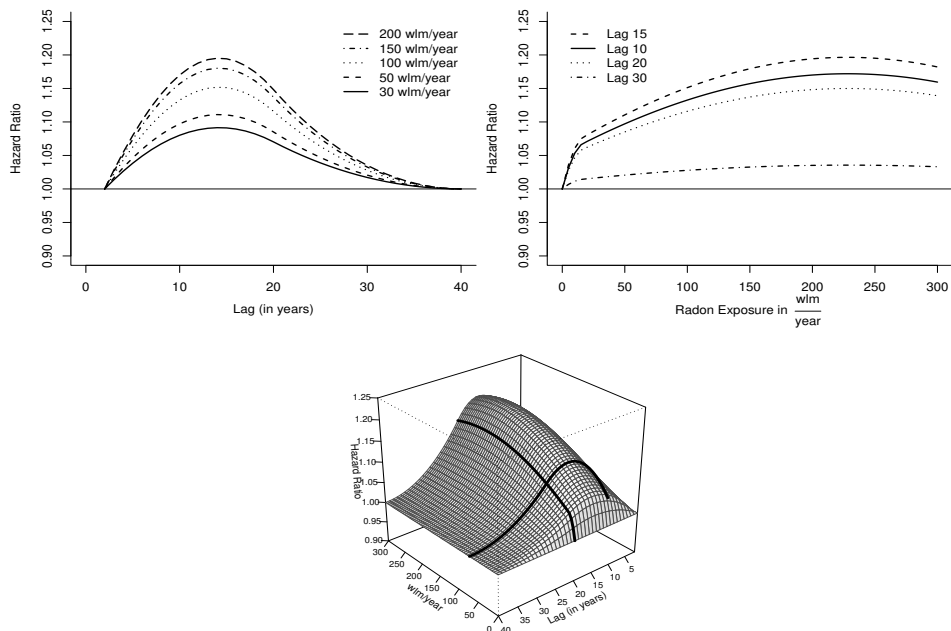 0.90 0.95 1.00 1.05 1.10 1.15 1.20 1.25
Hazard Ratio
200 wlm/year
150 wlm/year
100 wlm/year
50 wlm/year
30 wlm/year
0 10 20 30 40
Lag (in years)
0.90 0.95 1.00 1.05 1.10 1.15 1.20 1.25
Hazard Ratio
Lag 15
Lag 10
Lag 20
Lag 30
0 50 100 150 200 250 300
Radon Exposure in wlm
year
1.25
1.20
1.15
1.10
1.05
1.00
0.95
0.90
Hazard Ratio
300 250 200 150 100 50 0
wlm/year
40 35 30 25 20 15 10 5
Lag (in years)